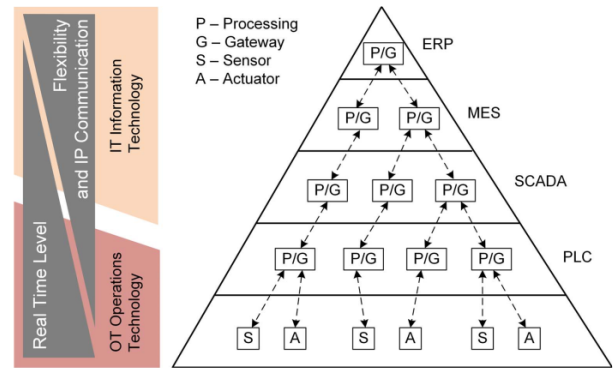 Flexibility
and IP Communication
IT Information
Technology
Real Time Level
OT Operations
Technology
P – Processing
G – Gateway
S – Sensor
A – Actuator
P/G
ERP
P/G P/G
MES
P/G P/G P/G
SCADA
P/G P/G P/G P/G
PLC
S A S A S A